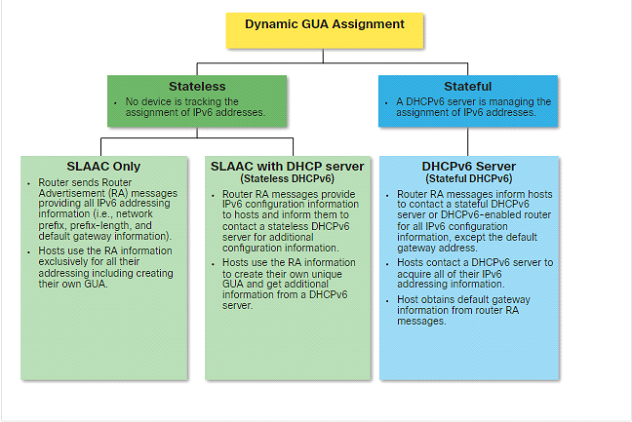 Dynamic GUA Assignment
Stateless
• No device is tracking the
assignment of IPv6 addresses.
Stateful
• A DHCPv6 server is managing the
assignment of IPv6 addresses.
SLAAC Only
• Router sends Router
Advertisement (RA) messages
providing all IPv6 addressing
information (i.e., network
prefix, prefix-length, and
default gateway information).
• Hosts use the RA information
exclusively for all their
addressing including creating
their own GUA.
SLAAC with DHCP server
(Stateless DHCPv6)
• Router RA messages provide
IPv6 configuration information
to hosts and inform them to
contact a stateless DHCPv6
server for additional
configuration information.
• Hosts use the RA information
to create their own unique
GUA and get additional
information from a DHCPv6
server.
DHCPv6 Server
(Stateful DHCPv6)
• Router RA messages inform hosts
to contact a stateful DHCPv6
server or DHCPv6-enabled router
for all IPv6 configuration
information, except the default
gateway address.
• Hosts contact a DHCPv6 server to
acquire all of their IPv6
addressing information.
• Host obtains default gateway
information from router RA
messages.